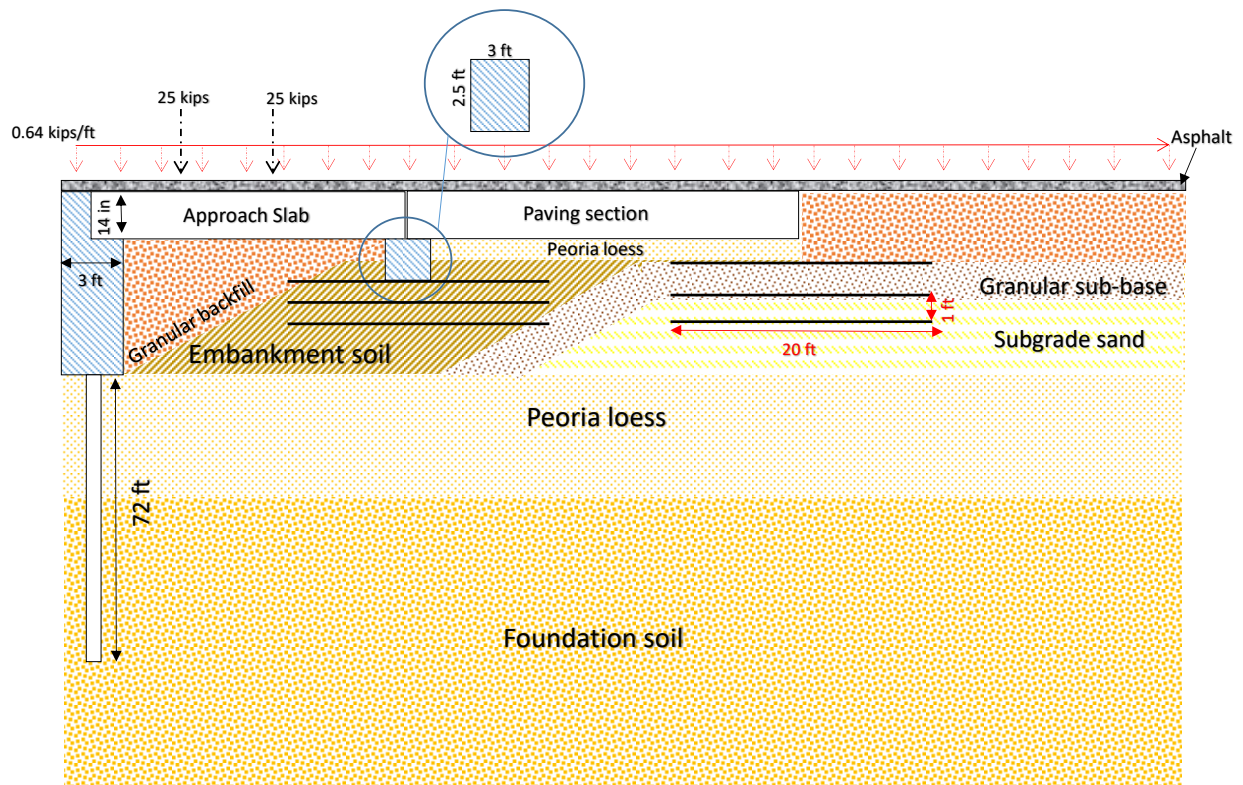 3 ft
2.5 ft
25 kips
25 kips
0.64 kips/ft
Asphalt
14 in
Approach Slab
Paving section
Peoria loess
3 ft
Granular backfill
Granular sub-base
1 ft
Embankment soil
20 ft
Subgrade sand
Peoria loess
72 ft
Foundation soil